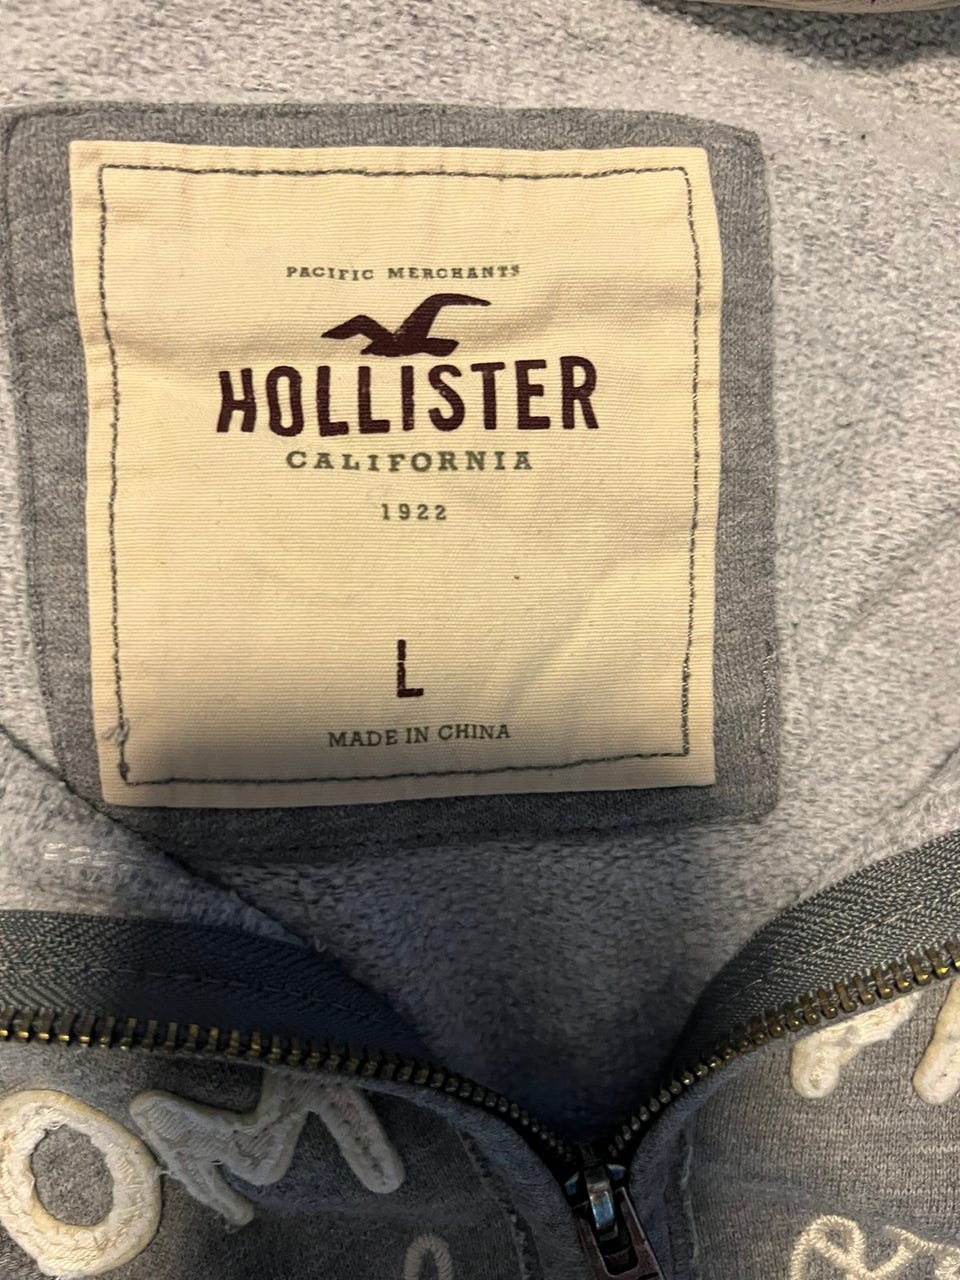 PACIFIC MERCHANTS
HOLLISTER
CALIFORNIA
1922
L
MADE IN CHINA